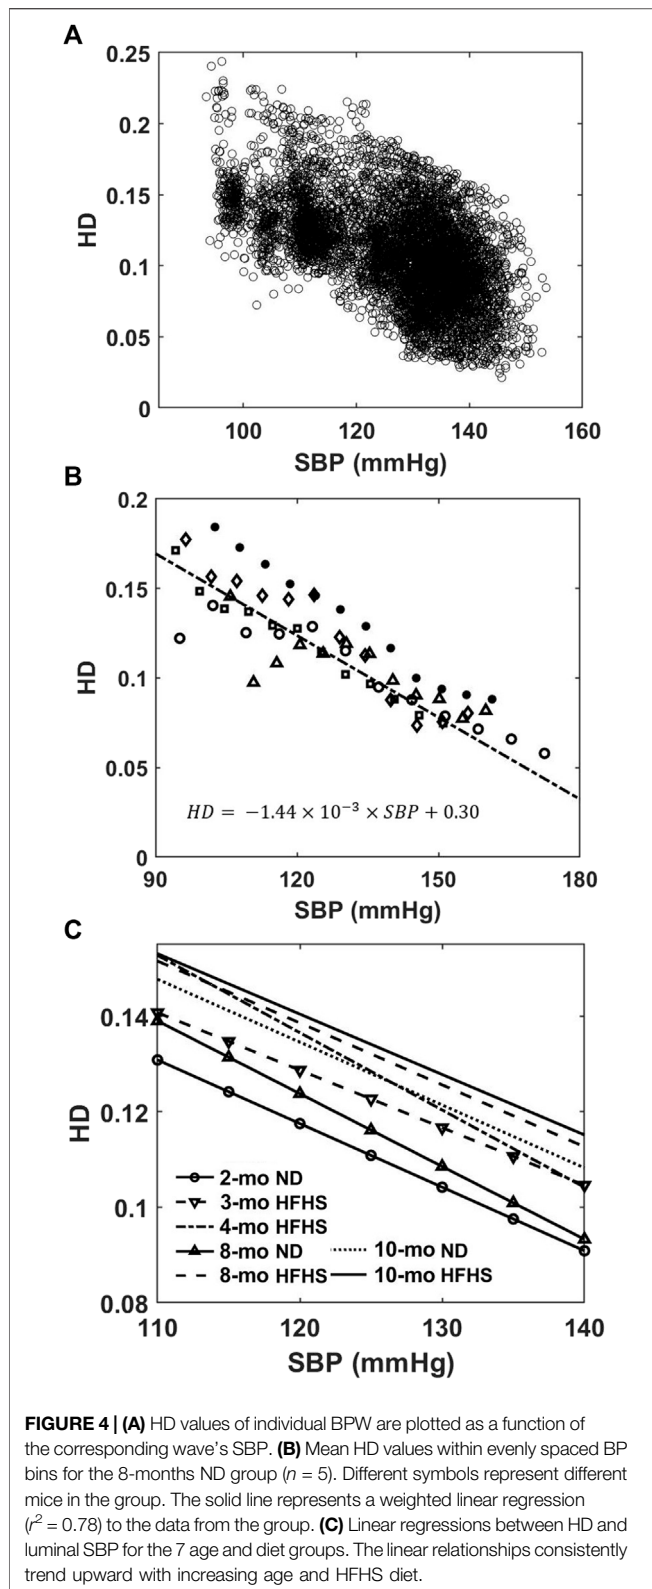 A
0.25
0.2
0.15
0.1
0.05
0
HD
100 120 140 160
SBP (mmHg)
B
0.2
0.15
0.1
0.05
0
HD
HD = −1.44 × 10⁻³ × SBP + 0.30
90 120 150 180
SBP (mmHg)
C
0.14
0.12
0.1
0.08
HD
2-mo ND
3-mo HFHS
4-mo HFHS
8-mo ND
8-mo HFHS
10-mo ND
10-mo HFHS
110 120 130 140
SBP (mmHg)
FIGURE 4 | (A) HD values of individual BPW are plotted as a function of
the corresponding wave's SBP. (B) Mean HD values within evenly spaced BP
bins for the 8-months ND group (n = 5). Different symbols represent different
mice in the group. The solid line represents a weighted linear regression
(r² = 0.78) to the data from the group. (C) Linear regressions between HD and
luminal SBP for the 7 age and diet groups. The linear relationships consistently
trend upward with increasing age and HFHS diet.